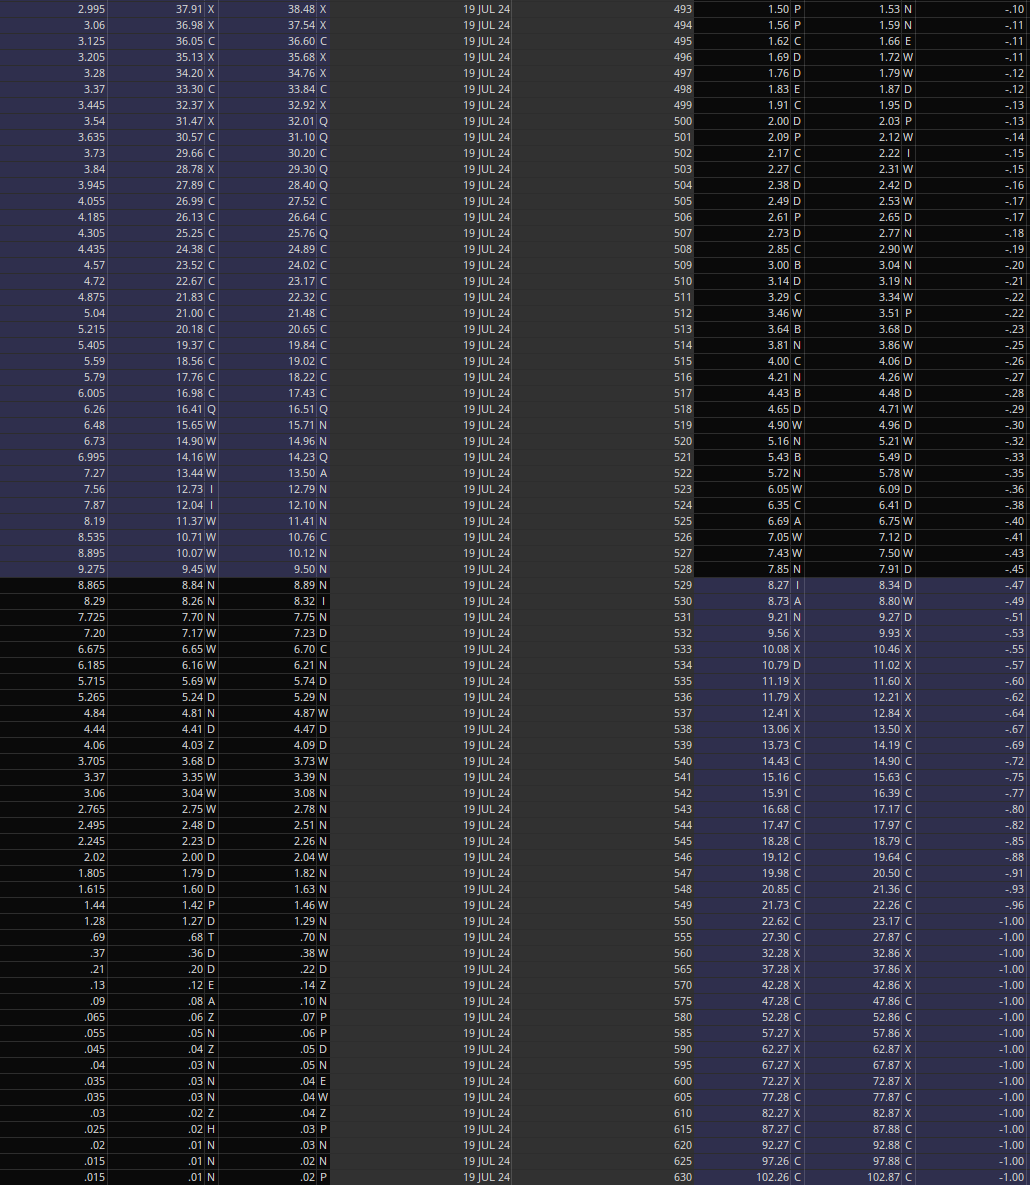 2.995 37.91 X 38.48 X 19 JUL 24 493 1.50 P 1.53 N -.10
3.06 36.98 X 37.54 X 19 JUL 24 494 1.56 P 1.59 N -.11
3.125 36.05 C 36.60 C 19 JUL 24 495 1.62 C 1.66 E -.11
3.205 35.13 X 35.68 X 19 JUL 24 496 1.69 D 1.72 W -.11
3.28 34.20 X 34.76 X 19 JUL 24 497 1.76 D 1.79 W -.12
3.37 33.30 C 33.84 C 19 JUL 24 498 1.83 E 1.87 D -.12
3.445 32.37 X 32.92 X 19 JUL 24 499 1.91 C 1.95 D -.13
3.54 31.47 X 32.01 Q 19 JUL 24 500 2.00 D 2.03 P -.13
3.635 30.57 C 31.10 Q 19 JUL 24 501 2.09 P 2.12 W -.14
3.73 29.66 C 30.20 C 19 JUL 24 502 2.17 C 2.22 I -.15
3.84 28.78 X 29.30 Q 19 JUL 24 503 2.27 C 2.31 W -.15
3.945 27.89 C 28.40 Q 19 JUL 24 504 2.38 D 2.42 D -.16
4.055 26.99 C 27.52 C 19 JUL 24 505 2.49 D 2.53 W -.17
4.185 26.13 C 26.64 C 19 JUL 24 506 2.61 P 2.65 D -.17
4.305 25.25 C 25.76 Q 19 JUL 24 507 2.73 D 2.77 N -.18
4.435 24.38 C 24.89 C 19 JUL 24 508 2.85 C 2.90 W -.19
4.57 23.52 C 24.02 C 19 JUL 24 509 3.00 B 3.04 N -.20
4.72 22.67 C 23.17 C 19 JUL 24 510 3.14 D 3.19 N -.21
4.875 21.83 C 22.32 C 19 JUL 24 511 3.29 C 3.34 W -.22
5.04 21.00 C 21.48 C 19 JUL 24 512 3.46 W 3.51 P -.22
5.215 20.18 C 20.65 C 19 JUL 24 513 3.64 B 3.68 D -.23
5.405 19.37 C 19.84 C 19 JUL 24 514 3.81 N 3.86 W -.25
5.59 18.56 C 19.02 C 19 JUL 24 515 4.00 C 4.06 D -.26
5.79 17.76 C 18.22 C 19 JUL 24 516 4.21 N 4.26 W -.27
6.005 16.98 C 17.43 C 19 JUL 24 517 4.43 B 4.48 D -.28
6.26 16.41 Q 16.51 Q 19 JUL 24 518 4.65 D 4.71 W -.29
6.48 15.65 W 15.71 N 19 JUL 24 519 4.90 W 4.96 D -.30
6.73 14.90 W 14.96 N 19 JUL 24 520 5.16 N 5.21 W -.32
6.995 14.16 W 14.23 Q 19 JUL 24 521 5.43 B 5.49 D -.33
7.27 13.44 W 13.50 A 19 JUL 24 522 5.72 N 5.78 W -.35
7.56 12.73 I 12.79 N 19 JUL 24 523 6.05 W 6.09 D -.36
7.87 12.04 I 12.10 N 19 JUL 24 524 6.35 C 6.41 D -.38
8.19 11.37 W 11.41 N 19 JUL 24 525 6.69 A 6.75 W -.40
8.535 10.71 W 10.76 C 19 JUL 24 526 7.05 W 7.12 D -.41
8.895 10.07 W 10.12 N 19 JUL 24 527 7.43 W 7.50 W -.43
9.275 9.45 W 9.50 N 19 JUL 24 528 7.85 N 7.91 D -.45
8.865 8.84 N 8.89 N 19 JUL 24 529 8.27 I 8.34 D -.47
8.29 8.26 N 8.32 I 19 JUL 24 530 8.73 A 8.80 W -.49
7.725 7.70 N 7.75 N 19 JUL 24 531 9.21 N 9.27 D -.51
7.20 7.17 W 7.23 D 19 JUL 24 532 9.56 X 9.93 X -.53
6.675 6.65 W 6.70 C 19 JUL 24 533 10.08 X 10.46 X -.55
6.185 6.16 W 6.21 N 19 JUL 24 534 10.79 D 11.02 X -.57
5.715 5.69 W 5.74 D 19 JUL 24 535 11.19 X 11.60 X -.60
5.265 5.24 D 5.29 N 19 JUL 24 536 11.79 X 12.21 X -.62
4.84 4.81 N 4.87 W 19 JUL 24 537 12.41 X 12.84 X -.64
4.44 4.41 D 4.47 D 19 JUL 24 538 13.06 X 13.50 X -.67
4.06 4.03 Z 4.09 D 19 JUL 24 539 13.73 C 14.19 C -.69
3.705 3.68 D 3.73 W 19 JUL 24 540 14.43 C 14.90 C -.72
3.37 3.35 W 3.39 N 19 JUL 24 541 15.16 C 15.63 C -.75
3.06 3.04 W 3.08 N 19 JUL 24 542 15.91 C 16.39 C -.77
2.765 2.75 W 2.78 N 19 JUL 24 543 16.68 C 17.17 C -.80
2.495 2.48 D 2.51 N 19 JUL 24 544 17.47 C 17.97 C -.82
2.245 2.23 D 2.26 N 19 JUL 24 545 18.28 C 18.79 C -.85
2.02 2.00 D 2.04 W 19 JUL 24 546 19.12 C 19.64 C -.88
1.805 1.79 D 1.82 N 19 JUL 24 547 19.98 C 20.50 C -.91
1.615 1.60 D 1.63 N 19 JUL 24 548 20.85 C 21.36 C -.93
1.44 1.42 P 1.46 W 19 JUL 24 549 21.73 C 22.26 C -.96
1.28 1.27 D 1.29 N 19 JUL 24 550 22.62 C 23.17 C -1.00
.69 .68 T .70 N 19 JUL 24 555 27.30 C 27.87 C -1.00
.37 .36 D .38 W 19 JUL 24 560 32.28 X 32.86 X -1.00
.21 .20 D .22 D 19 JUL 24 565 37.28 X 37.86 X -1.00
.13 .12 E .14 Z 19 JUL 24 570 42.28 X 42.86 X -1.00
.09 .08 A .10 N 19 JUL 24 575 47.28 C 47.86 C -1.00
.065 .06 Z .07 P 19 JUL 24 580 52.28 C 52.86 C -1.00
.055 .05 N .06 P 19 JUL 24 585 57.27 X 57.86 X -1.00
.045 .04 Z .05 D 19 JUL 24 590 62.27 X 62.87 X -1.00
.04 .03 N .05 N 19 JUL 24 595 67.27 X 67.87 X -1.00
.035 .03 N .04 E 19 JUL 24 600 72.27 X 72.87 X -1.00
.035 .03 N .04 W 19 JUL 24 605 77.28 C 77.87 C -1.00
.03 .02 Z .04 Z 19 JUL 24 610 82.27 X 82.87 X -1.00
.025 .02 H .03 P 19 JUL 24 615 87.27 C 87.88 C -1.00
.02 .01 N .03 N 19 JUL 24 620 92.27 C 92.88 C -1.00
.015 .01 N .02 N 19 JUL 24 625 97.26 C 97.88 C -1.00
.015 .01 N .02 P 19 JUL 24 630 102.26 C 102.87 C -1.00